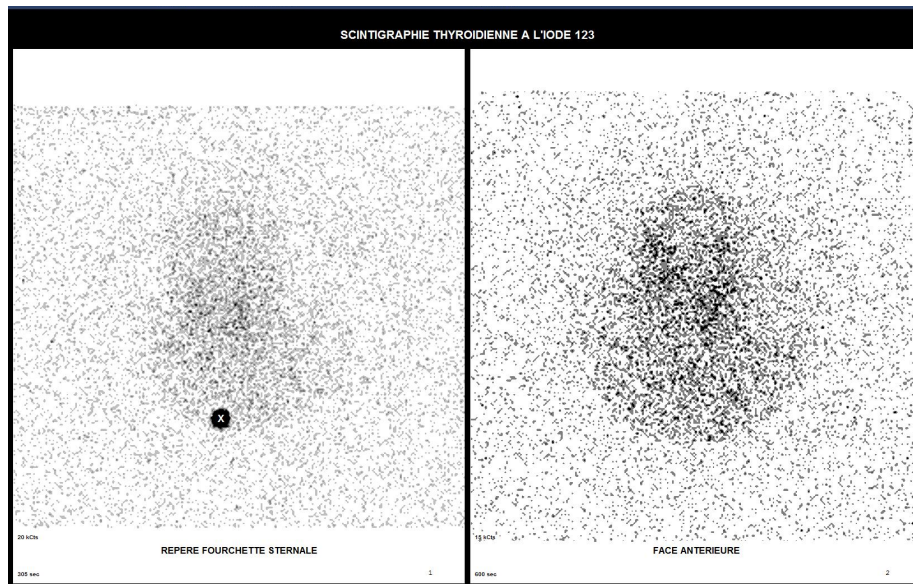 SCINTIGRAPHIE THYROIDIENNE A L'IODE 123
X
20 kCts
REPERE FOURCHETTE STERNALE
305 sec
1
15 kCts
FACE ANTERIEURE
600 sec
2